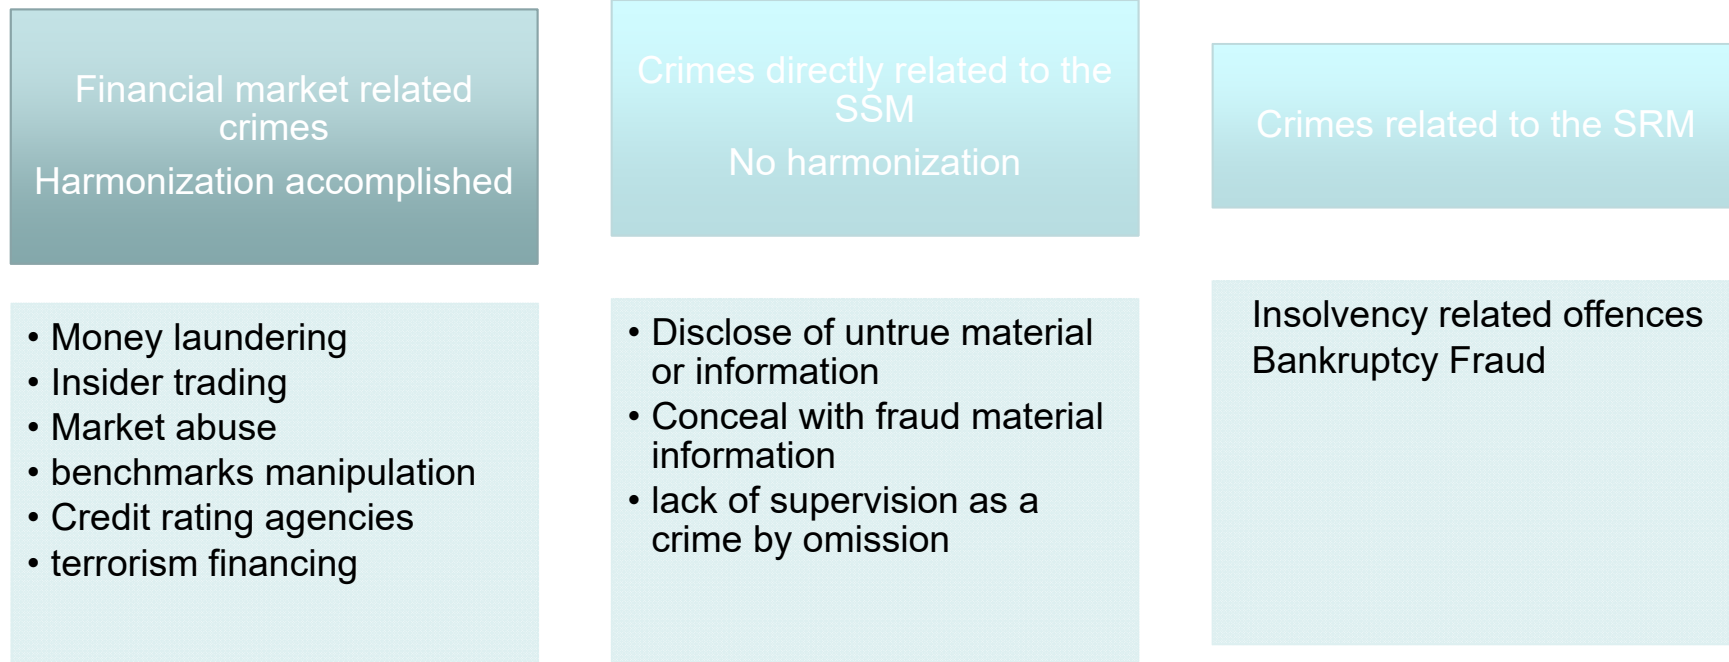 Financial market related
crimes
Harmonization accomplished
• Money laundering
• Insider trading
• Market abuse
• benchmarks manipulation
• Credit rating agencies
• terrorism financing
Crimes directly related to the
SSM
No harmonization
• Disclose of untrue material
or information
• Conceal with fraud material
information
• lack of supervision as a
crime by omission
Crimes related to the SRM
Insolvency related offences
Bankruptcy Fraud